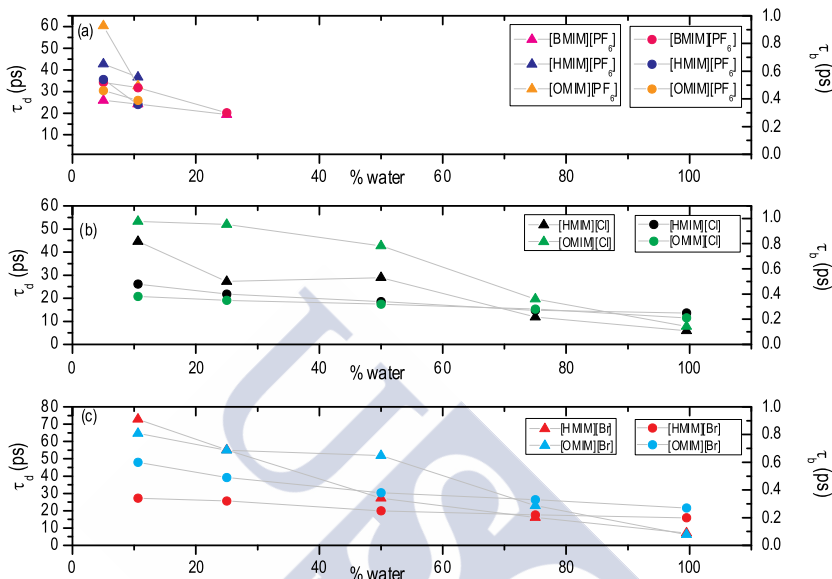 (a)
[BMIM][PF6]
[HMIM][PF6]
[OMIM][PF6]
[BMIM][PF6]
[HMIM][PF6]
[OMIM][PF6]
τd (ps)
τb (ps)
60
50
40
30
20
10
1.0
0.8
0.6
0.4
0.2
0.0
0 20 40 60 80 100
% water
(b)
[HMIM][Cl]
[OMIM][Cl]
[HMIM][Cl]
[OMIM][Cl]
τd (ps)
τb (ps)
60
50
40
30
20
10
0
1.0
0.8
0.6
0.4
0.2
0.0
0 20 40 60 80 100
% water
(c)
[HMIM][Br]
[OMIM][Br]
[HMIM][Br]
[OMIM][Br]
τd (ps)
τb (ps)
80
70
60
50
40
30
20
10
0
1.0
0.8
0.6
0.4
0.2
0.0
0 20 40 60 80 100
% water